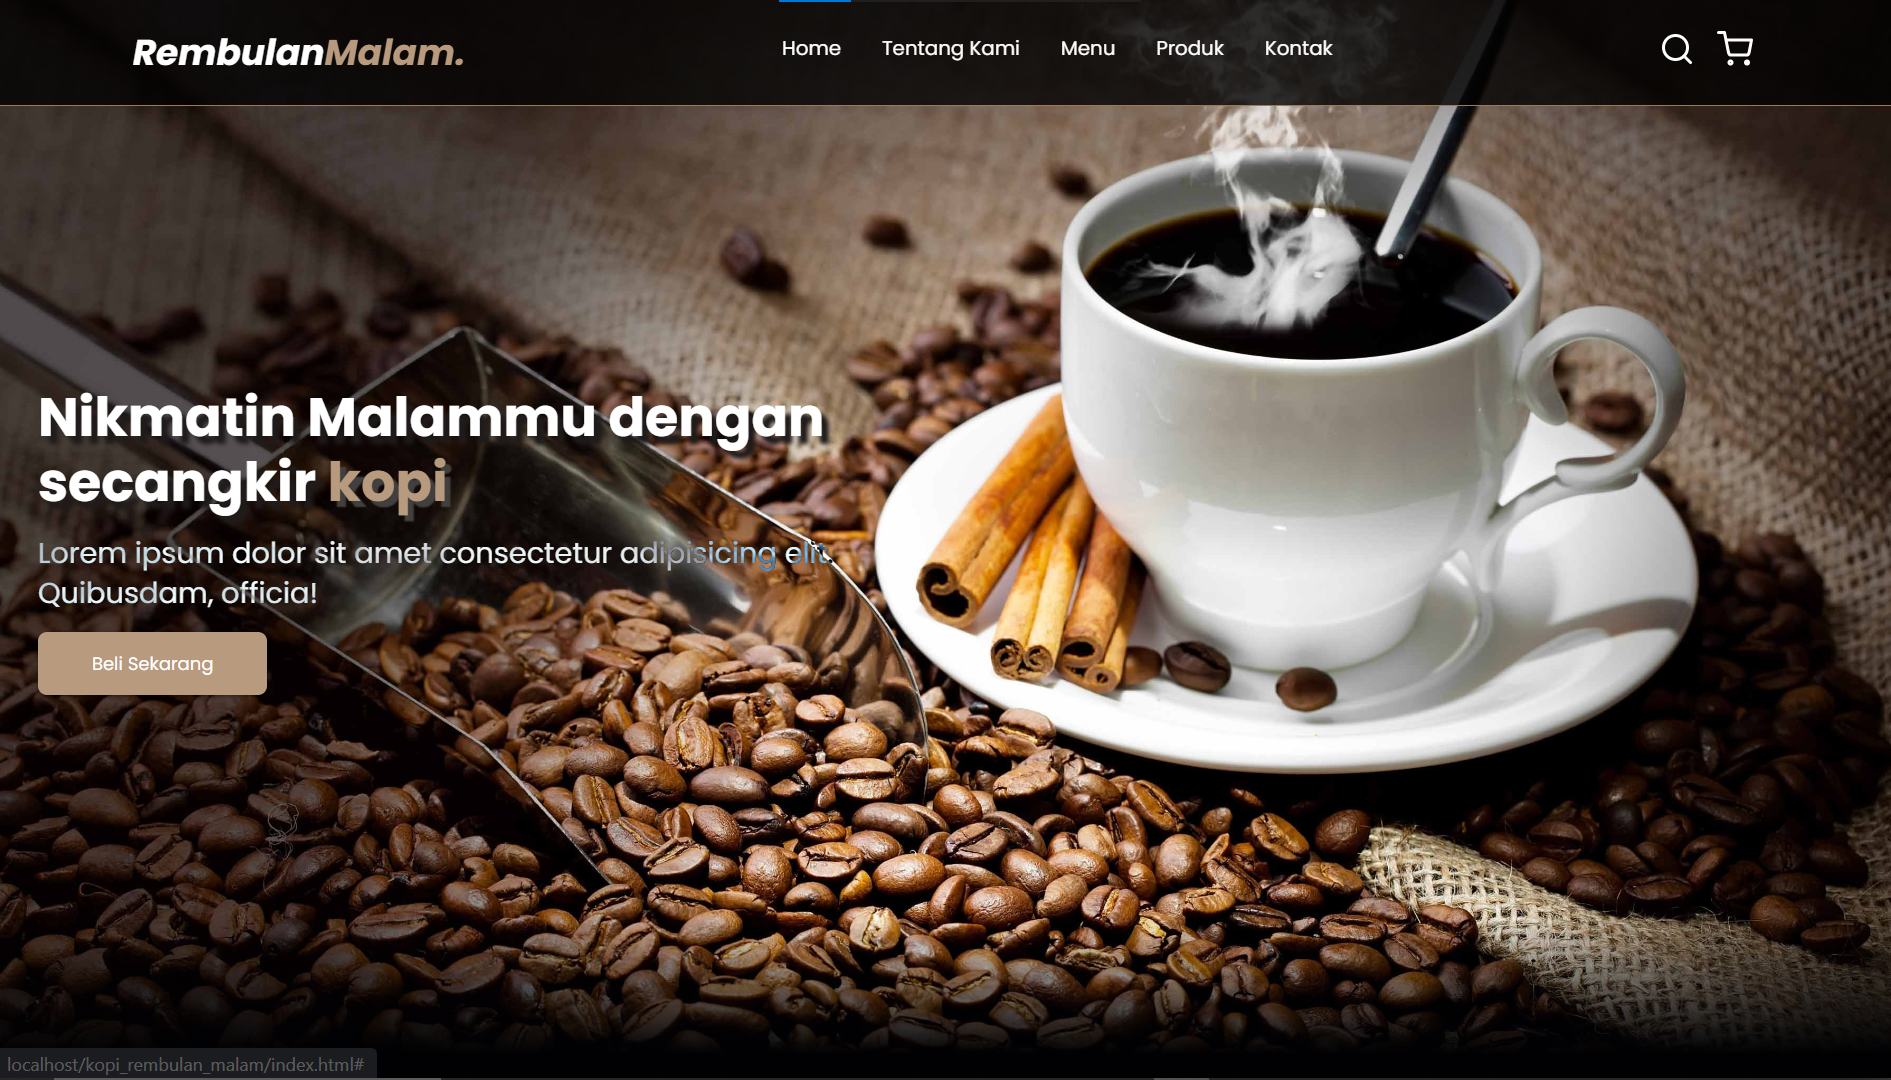 RembulanMalam.
Home Tentang Kami Menu Produk Kontak
Nikmatin Malammu dengan
secangkir kopi
Lorem ipsum dolor sit amet consectetur adipisicing elit.
Quibusdam, officia!
Beli Sekarang
localhost/kopi_rembulan_malam/index.html#